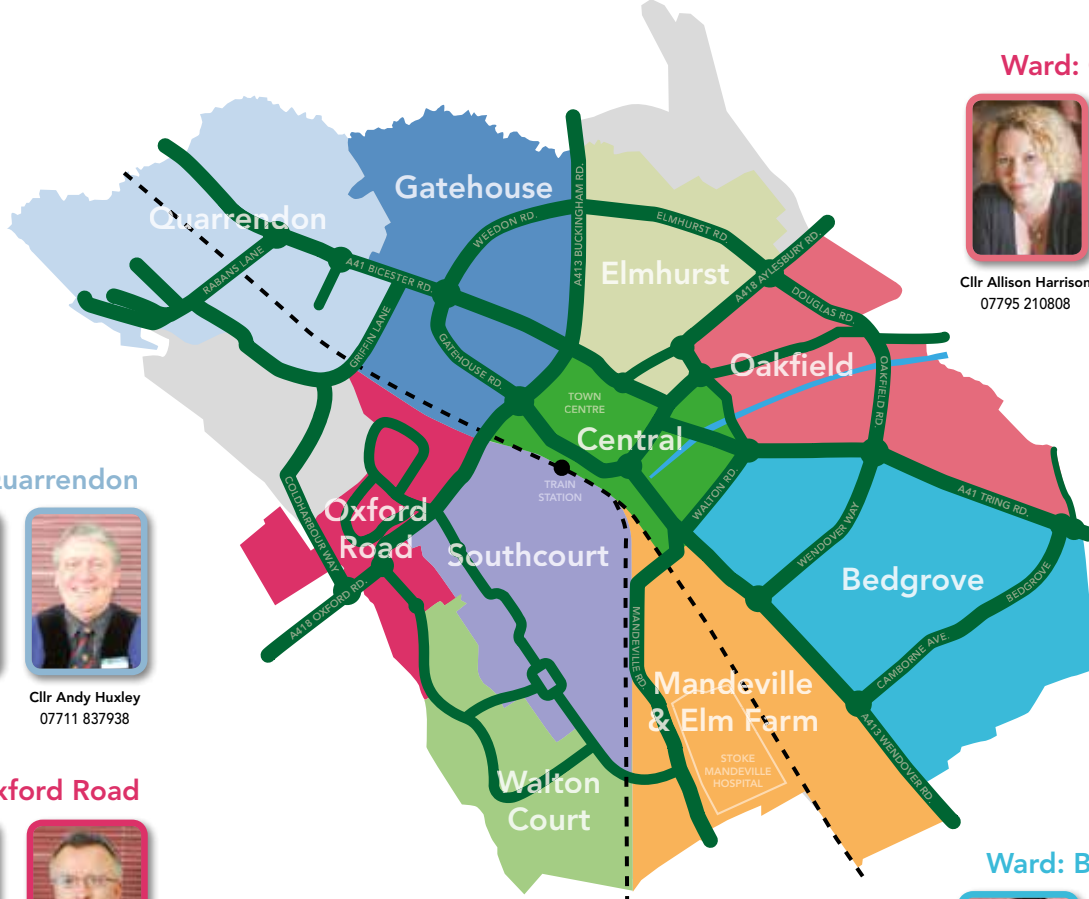 Ward:
Cllr Allison Harrison
07795 210808
Gatehouse
Quarrendon
Elmhurst
WEEDON RD.
A413 BUCKINGHAM RD.
ELMHURST RD.
A418 AYLESBURY RD.
RABANS LANE
A41 BICESTER RD.
DOUGLAS RD
GRIFFIN LANE
GATEHOUSE RD.
Oakfield
OAKFIELD RD.
TOWN
CENTRE
Central
TRAIN
STATION
WALTON RD.
A41 TRING RD.
uarrendon
COLDHARBOUR WAY
Oxford
Road
Southcourt
WENDOVER WAY
Bedgrove
BEDGROVE
A418 OXFORD RD.
MANDEVILLE RD.
CAMBORNE AVE.
Cllr Andy Huxley
07711 837938
Mandeville
& Elm Farm
A413 WENDOVER RD.
STOKE
MANDEVILLE
HOSPITAL
Walton
Court
xford Road
Ward: B